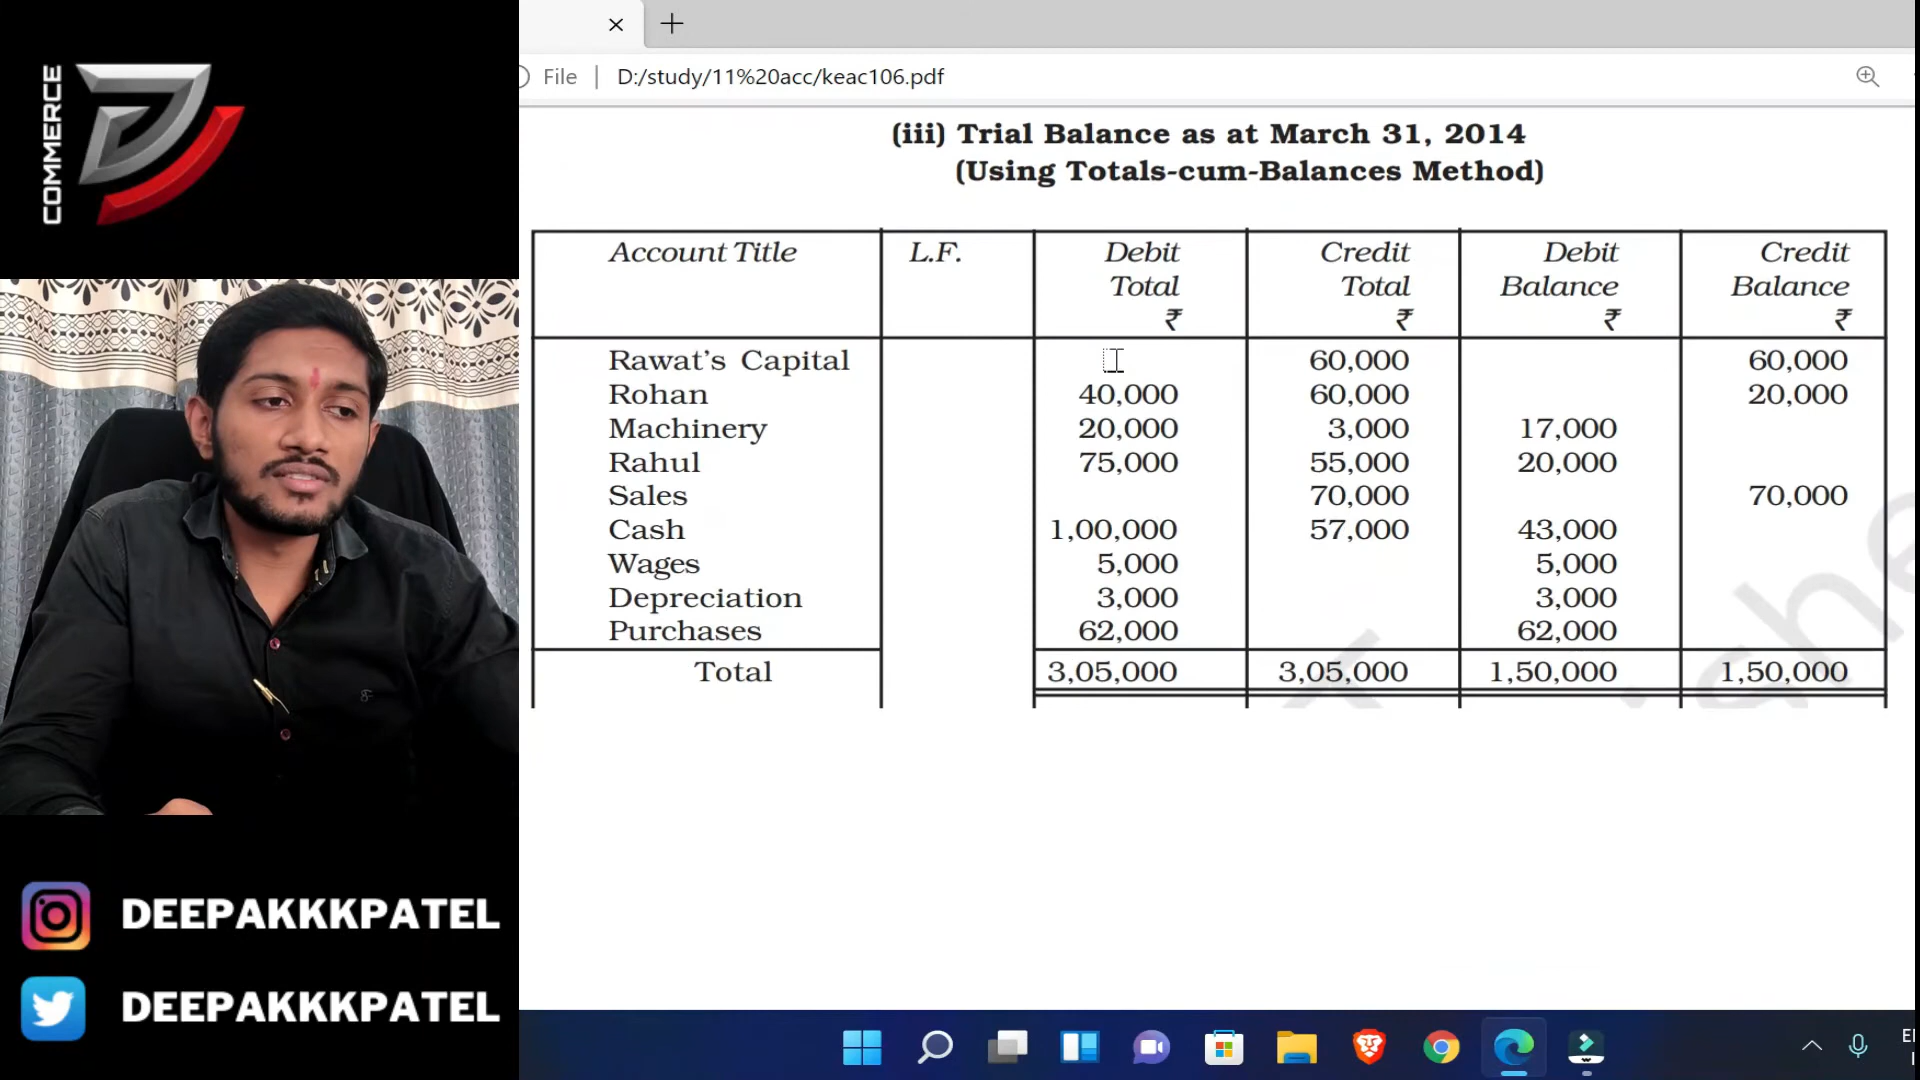 COMMERCE
DEEPAKKKPATEL
DEEPAKKKPATEL
File | D:/study/11%20acc/keac106.pdf
(iii) Trial Balance as at March 31, 2014
(Using Totals-cum-Balances Method)
Account Title L.F. Debit Total ₹ Credit Total ₹ Debit Balance ₹ Credit Balance ₹
Rawat's Capital 60,000 60,000
Rohan 40,000 60,000 20,000
Machinery 20,000 3,000 17,000
Rahul 75,000 55,000 20,000
Sales 70,000 70,000
Cash 1,00,000 57,000 43,000
Wages 5,000 5,000
Depreciation 3,000 3,000
Purchases 62,000 62,000
Total 3,05,000 3,05,000 1,50,000 1,50,000